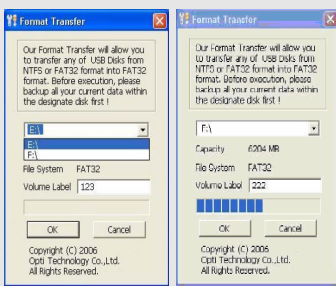 Format Transfer
Our Format Transfer will allow you
to transfer any of USB Disks from
NTFS or FAT32 format into FAT32
format. Before execution, please
backup all your current data within
the designate disk first !
E:\
E:\
F:\
File System FAT32
Volume Label 123
OK Cancel
Copyright (C) 2006
Opti Technology Co.,Ltd.
All Rights Reserved.
Format Transfer
Our Format Transfer will allow you
to transfer any of USB Disks from
NTFS or FAT32 format into FAT32
format. Before execution, please
backup all your current data within
the designate disk first !
F:\
Capacity 6204 MB
File System FAT32
Volume Label 222
OK Cancel
Copyright (C) 2006
Opti Technology Co.,Ltd.
All Rights Reserved.